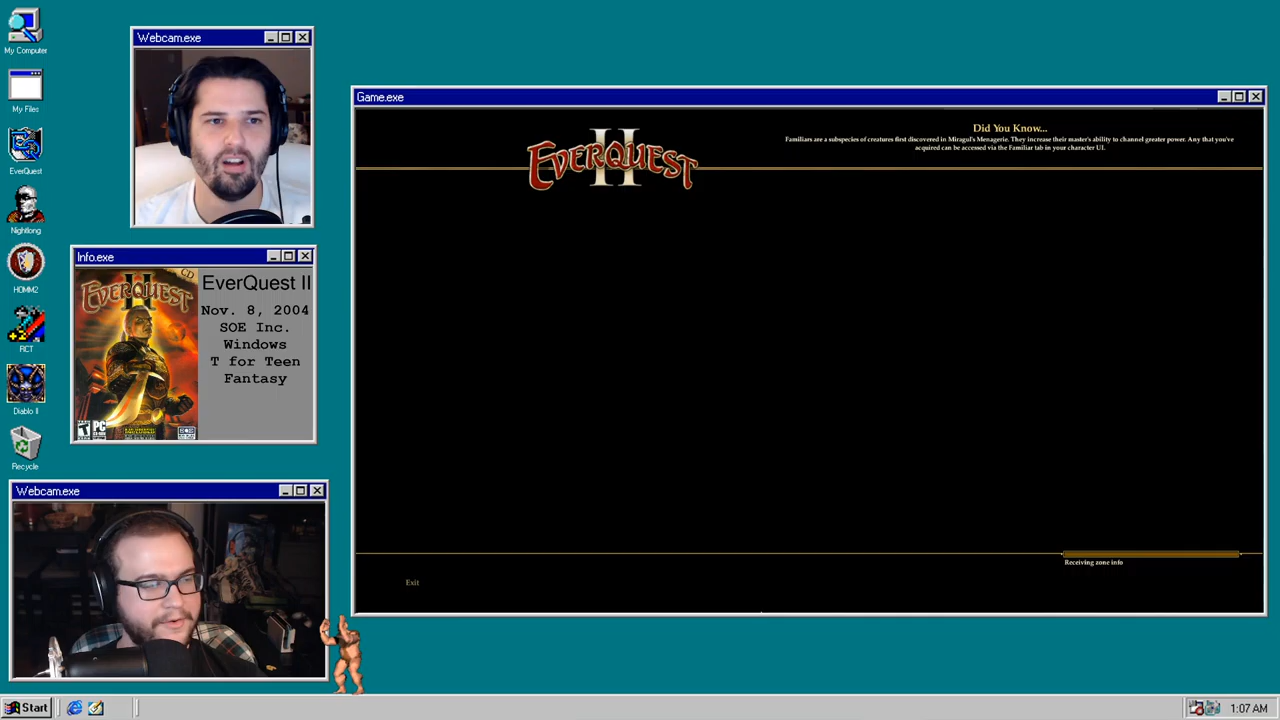 My Computer
My Files
EverQuest
Nightlong
HOMM2
RCT
Diablo II
Recycle
Webcam.exe
Info.exe
CD
EVERQUEST
II
PC
EverQuest II
Nov. 8, 2004
SOE Inc.
Windows
T for Teen
Fantasy
Webcam.exe
Game.exe
EVERQUEST
II
Did You Know...
Familiars are a subspecies of creatures first discovered in Miragul's Menagerie. They increase their master's ability to channel greater power. Any that you've
acquired can be accessed via the Familiar tab in your character UI.
Receiving zone info
Exit
Start
1:07 AM